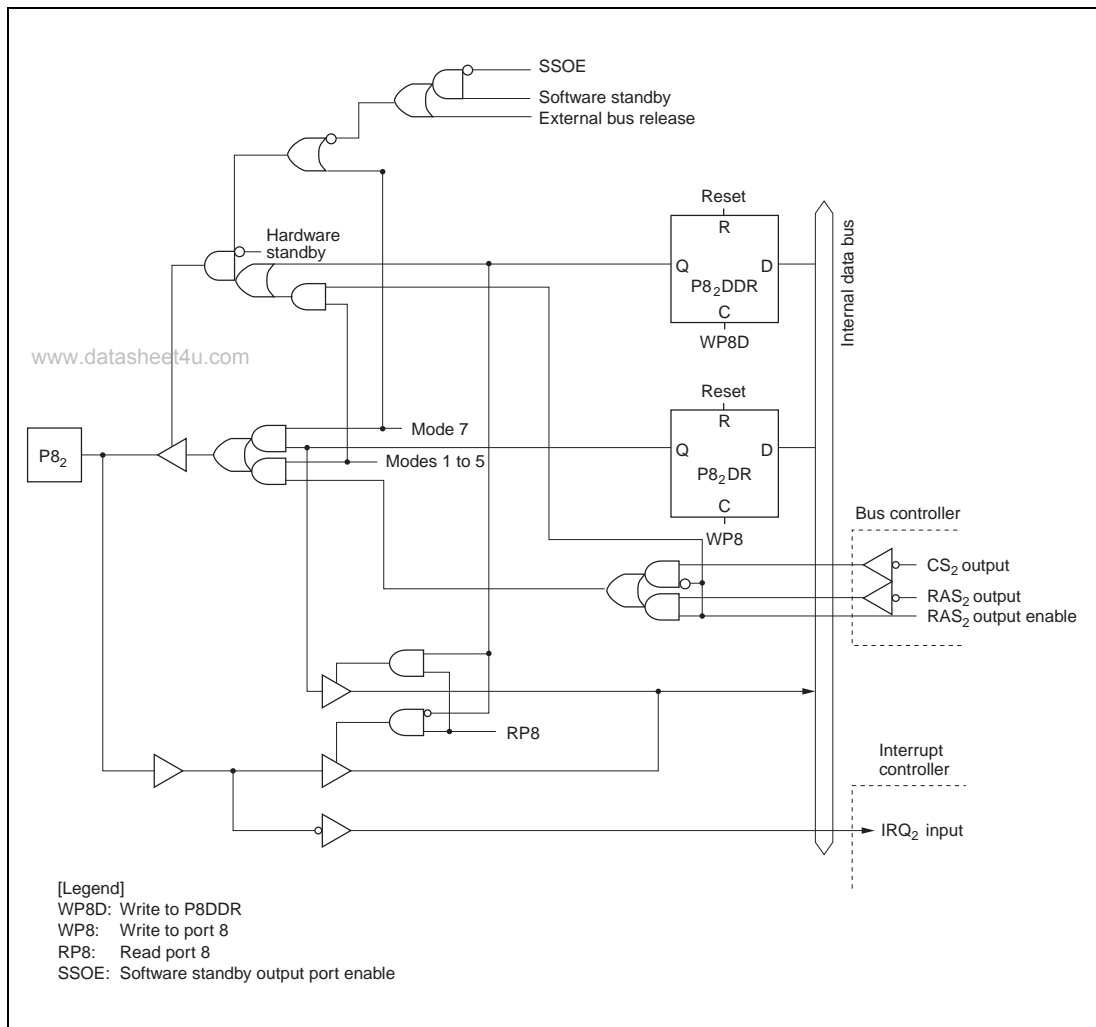 SSOE
Software standby
External bus release
Reset
R
Hardware
standby
Q
D
P8₂DDR
C
WP8D
Internal data bus
www.datasheet4u.com
Reset
R
Mode 7
Q
D
P8₂
Modes 1 to 5
P8₂DR
C
WP8
Bus controller
CS₂ output
RAS₂ output
RAS₂ output enable
RP8
Interrupt
controller
IRQ₂ input
[Legend]
WP8D: Write to P8DDR
WP8: Write to port 8
RP8: Read port 8
SSOE: Software standby output port enable